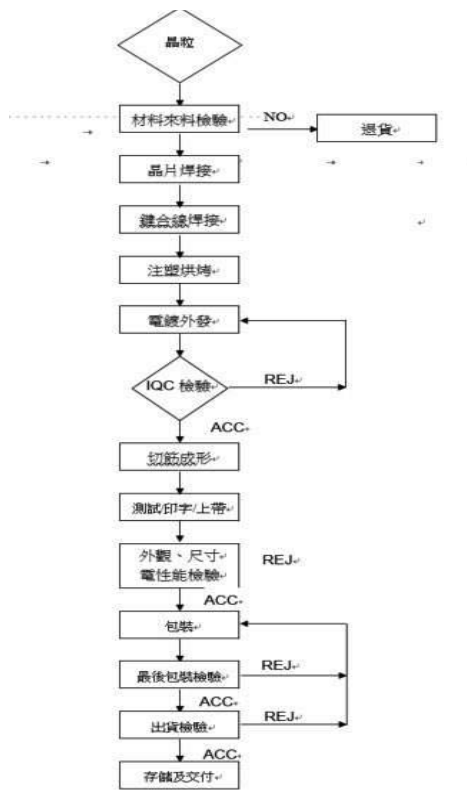 晶粒
材料來料檢驗
NO
退貨
晶片焊接
鍵合線焊接
注塑烘烤
電鍍外發
IQC 檢驗
REJ
ACC
切筋成形
測試/印字/上帶
外觀、尺寸
電性能檢驗
REJ
ACC
包裝
最後包裝檢驗
REJ
ACC
出貨檢驗
REJ
ACC
存儲及交付